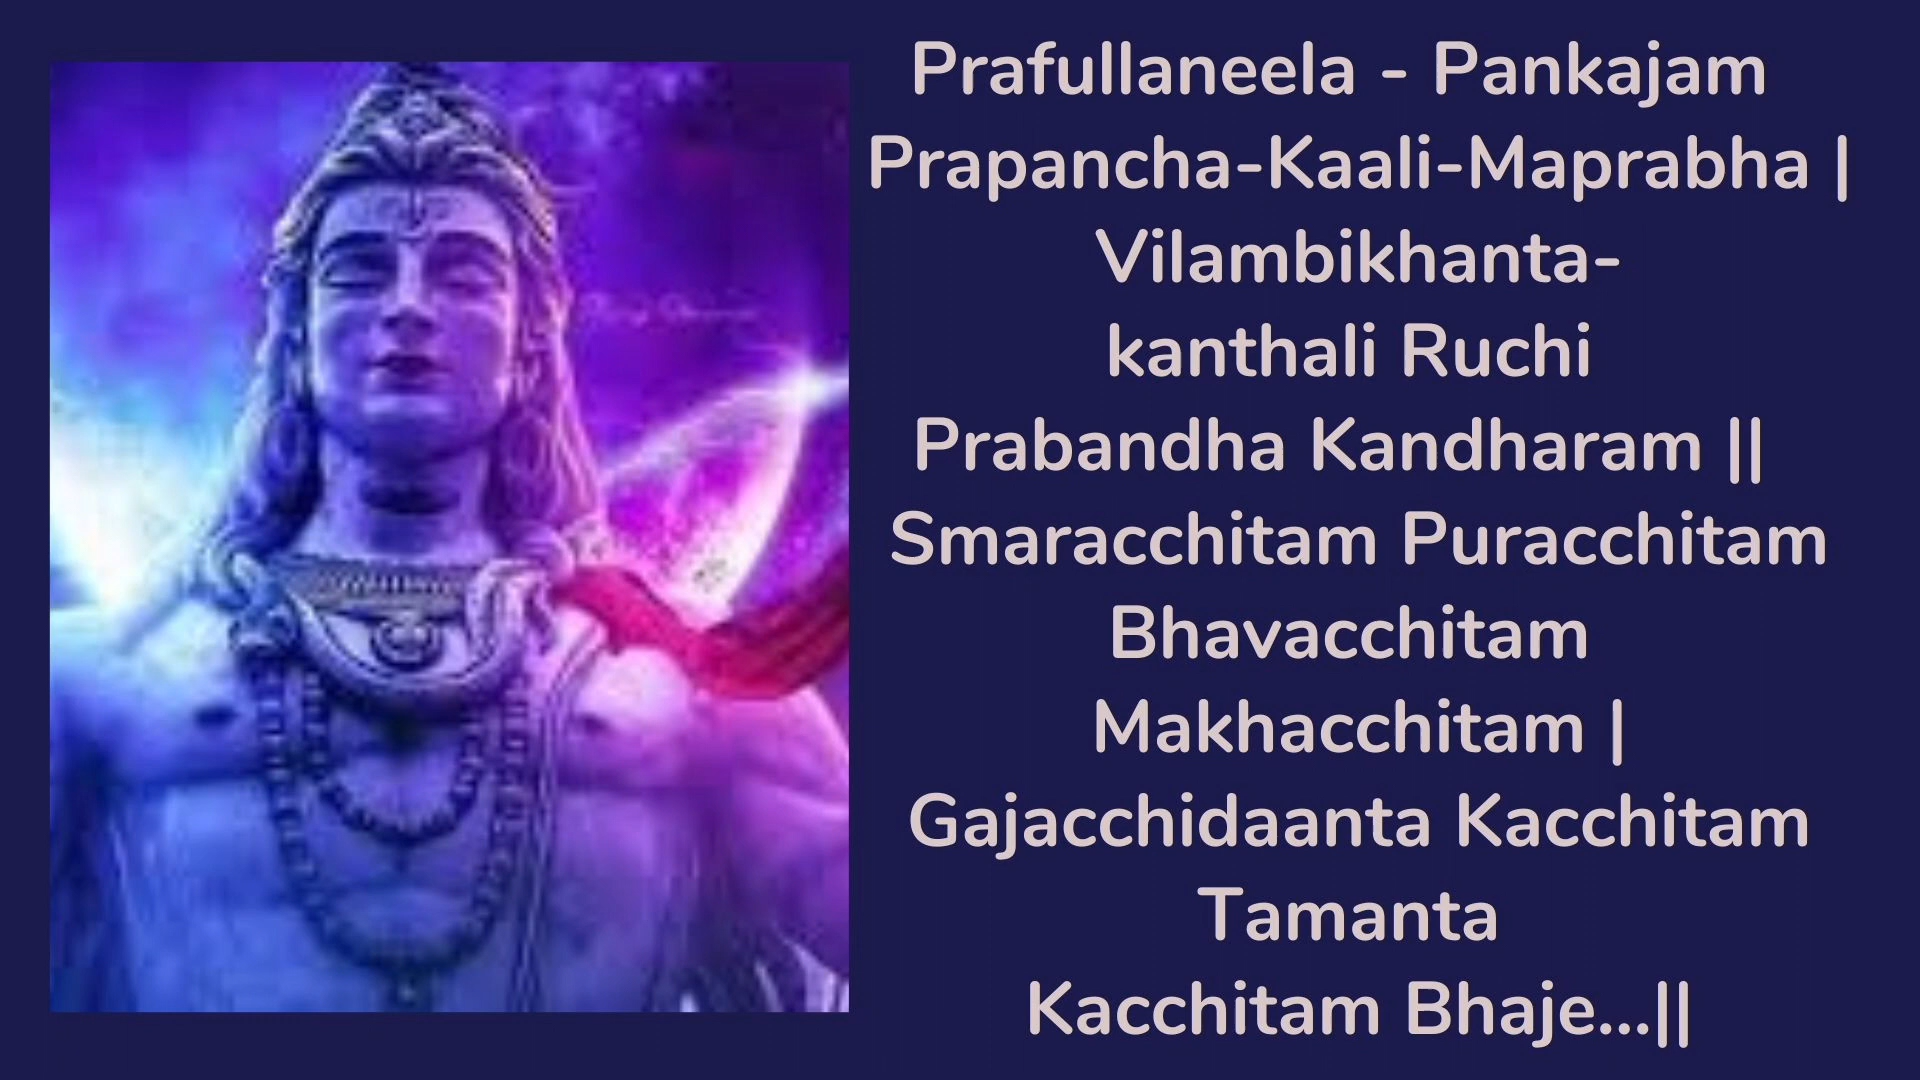 Prafullaneela - Pankajam
Prapancha-Kaali-Maprabha |
Vilambikhanta-
kanthali Ruchi
Prabandha Kandharam ||
Smaracchitam Puracchitam
Bhavacchitam
Makhacchitam |
Gajacchidaanta Kacchitam
Tamanta
Kacchitam Bhaje...||